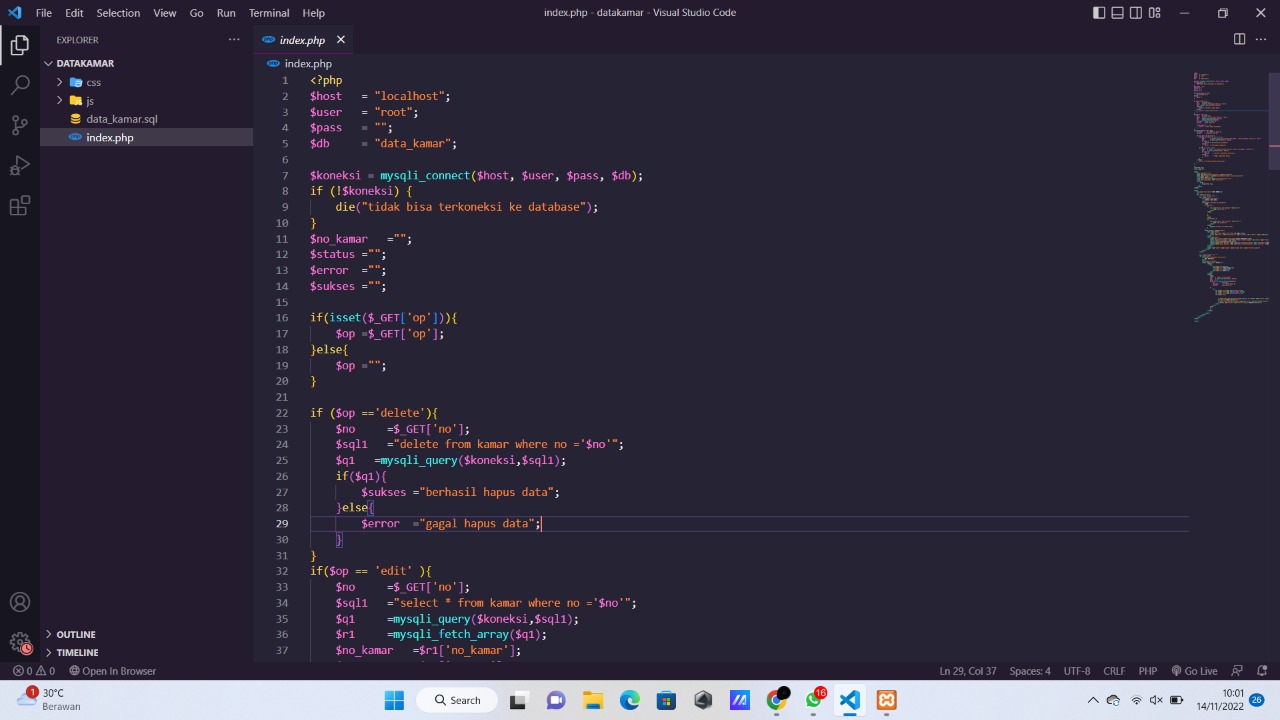 File Edit Selection View Go Run Terminal Help
index.php - datakamar - Visual Studio Code
EXPLORER
DATAKAMAR
css
js
data_kamar.sql
index.php
OUTLINE
TIMELINE
index.php
index.php
1 <?php
2 $host   = "localhost";
3 $user   = "root";
4 $pass   = "";
5 $db     = "data_kamar";
6
7 $koneksi = mysqli_connect($host, $user, $pass, $db);
8 if (!$koneksi) {
9     die("tidak bisa terkoneksi ke database");
10 }
11 $no_kamar   ="";
12 $status ="";
13 $error  ="";
14 $sukses ="";
15
16 if(isset($_GET['op'])){
17     $op =$_GET['op'];
18 }else{
19     $op ="";
20 }
21
22 if ($op =='delete'){
23     $no     =$_GET['no'];
24     $sql1   ="delete from kamar where no ='$no'";
25     $q1   =mysqli_query($koneksi,$sql1);
26     if($q1){
27         $sukses ="berhasil hapus data";
28     }else{
29         $error  ="gagal hapus data";
30     }
31 }
32 if($op == 'edit' ){
33     $no     =$_GET['no'];
34     $sql1   ="select * from kamar where no ='$no'";
35     $q1     =mysqli_query($koneksi,$sql1);
36     $r1     =mysqli_fetch_array($q1);
37     $no_kamar   =$r1['no_kamar'];
0 0 Open In Browser
Ln 29, Col 37 Spaces: 4 UTF-8 CRLF PHP Go Live
1
30°C
Berawan
Search
16
10:01
14/11/2022
26